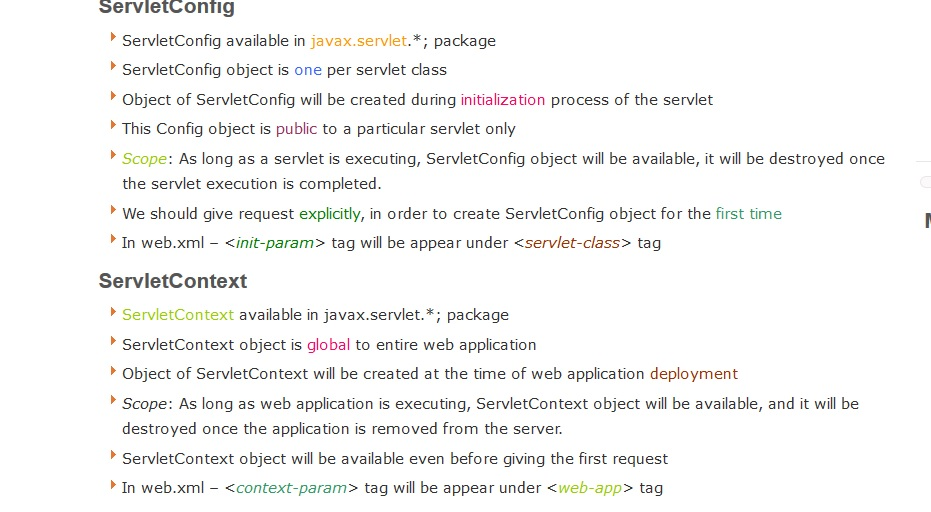 ServletConfig
ServletConfig available in javax.servlet.*; package
ServletConfig object is one per servlet class
Object of ServletConfig will be created during initialization process of the servlet
This Config object is public to a particular servlet only
Scope: As long as a servlet is executing, ServletConfig object will be available, it will be destroyed once
the servlet execution is completed.
We should give request explicitly, in order to create ServletConfig object for the first time
In web.xml – <init-param> tag will be appear under <servlet-class> tag
ServletContext
ServletContext available in javax.servlet.*; package
ServletContext object is global to entire web application
Object of ServletContext will be created at the time of web application deployment
Scope: As long as web application is executing, ServletContext object will be available, and it will be
destroyed once the application is removed from the server.
ServletContext object will be available even before giving the first request
In web.xml – <context-param> tag will be appear under <web-app> tag